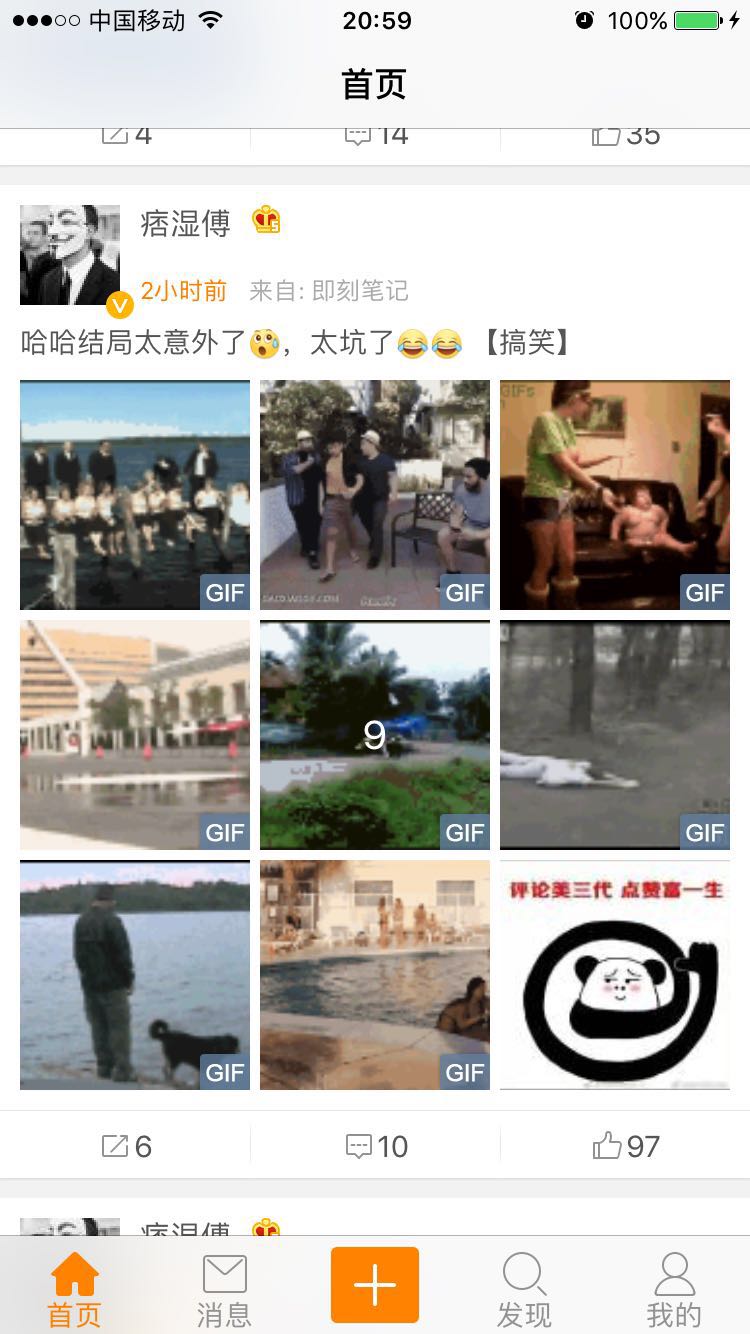 中国移动 20:59 100%
首页
4 14 35
痞湿傅
2小时前 来自: 即刻笔记
哈哈结局太意外了😰，太坑了😂😂 【搞笑】
GIFs
GIF GIF GIF
9
GIF GIF GIF
评论美三代 点赞富一生
GIF GIF
6 10 97
痞湿傅
首页 消息 发现 我的